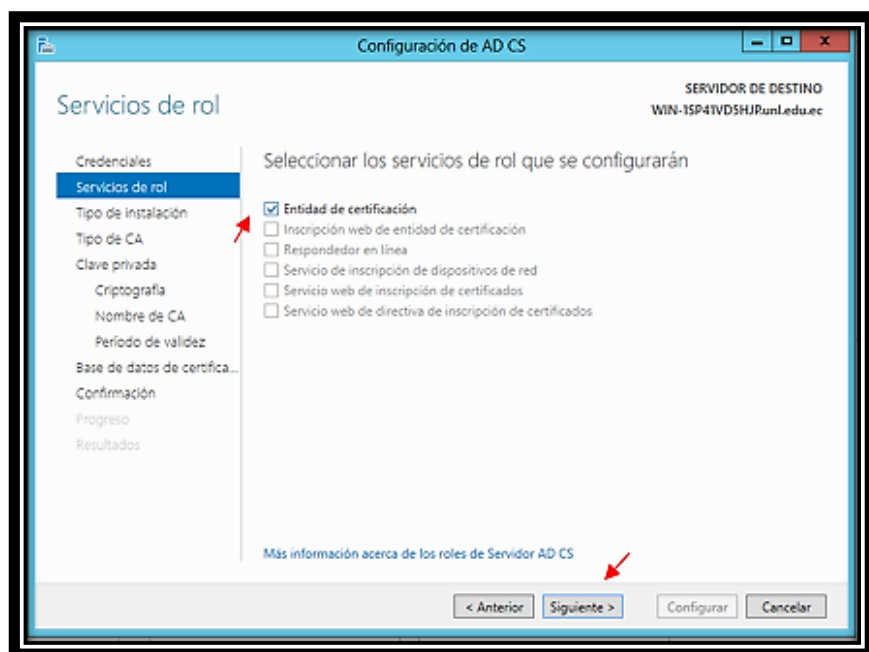 Configuración de AD CS
Servicios de rol
SERVIDOR DE DESTINO
WIN-1SP41VD5HJP.unl.edu.ec
Credenciales
Servicios de rol
Tipo de instalación
Tipo de CA
Clave privada
Criptografía
Nombre de CA
Período de validez
Base de datos de certifica...
Confirmación
Progreso
Resultados
Seleccionar los servicios de rol que se configurarán
Entidad de certificación
Inscripción web de entidad de certificación
Respondedor en línea
Servicio de inscripción de dispositivos de red
Servicio web de inscripción de certificados
Servicio web de directiva de inscripción de certificados
Más información acerca de los roles de Servidor AD CS
< Anterior
Siguiente >
Configurar
Cancelar